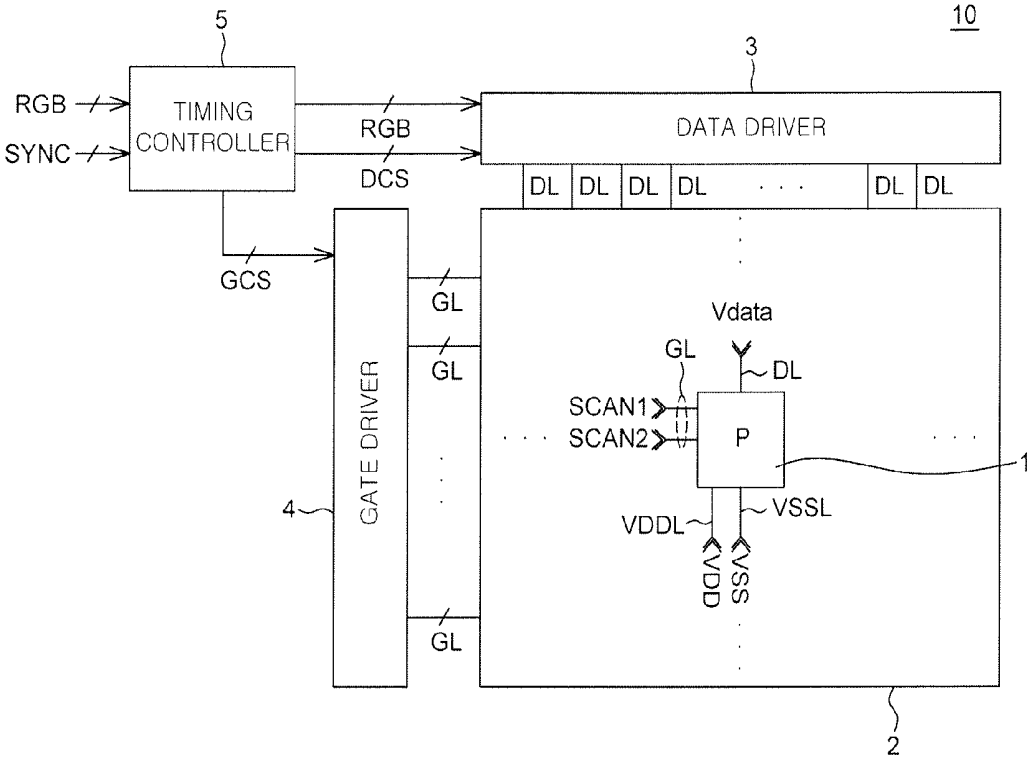 10
5
3
RGB
SYNC
TIMING
CONTROLLER
RGB
DCS
DATA DRIVER
DL DL DL DL . . . DL DL
GCS
GL
GL
GL
GATE DRIVER
4
Vdata
GL
DL
SCAN1
SCAN2
P
1
VDDL
VSSL
VDD
VSS
2